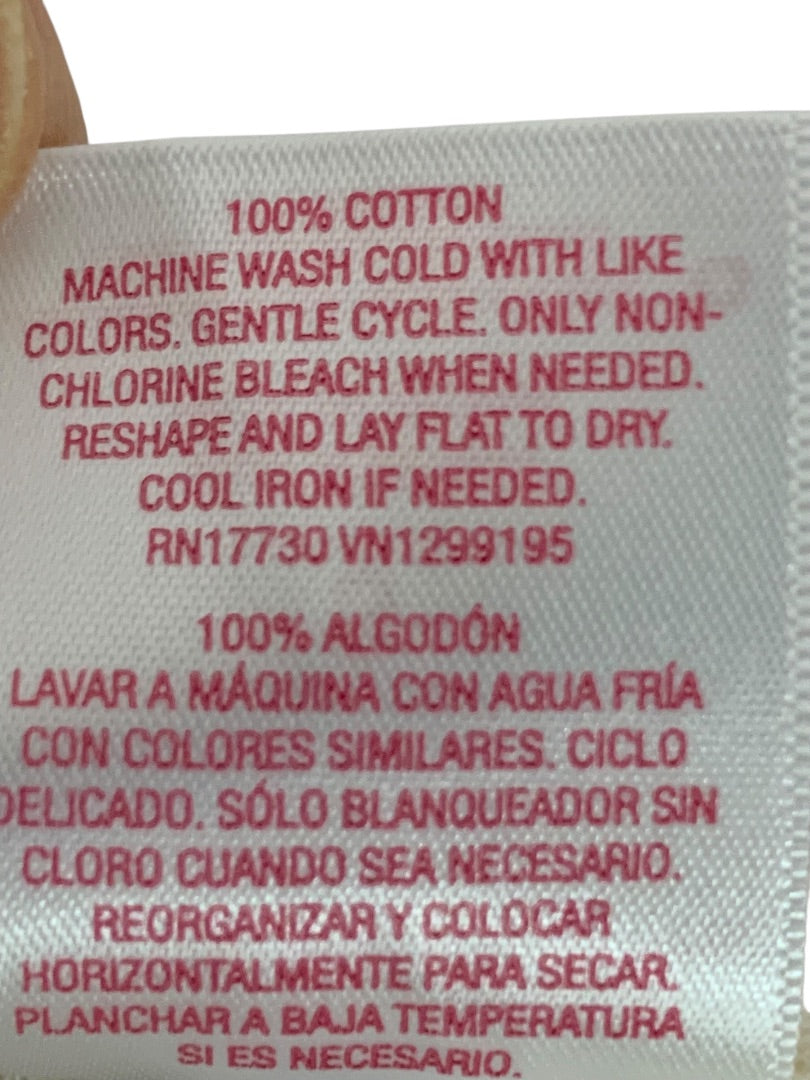 100% COTTON
MACHINE WASH COLD WITH LIKE
COLORS. GENTLE CYCLE. ONLY NON-
CHLORINE BLEACH WHEN NEEDED.
RESHAPE AND LAY FLAT TO DRY.
COOL IRON IF NEEDED.
RN17730 VN1299195
100% ALGODÓN
LAVAR A MÁQUINA CON AGUA FRÍA
CON COLORES SIMILARES. CICLO
DELICADO. SÓLO BLANQUEADOR SIN
CLORO CUANDO SEA NECESARIO.
REORGANIZAR Y COLOCAR
HORIZONTALMENTE PARA SECAR.
PLANCHAR A BAJA TEMPERATURA
SI ES NECESARIO.